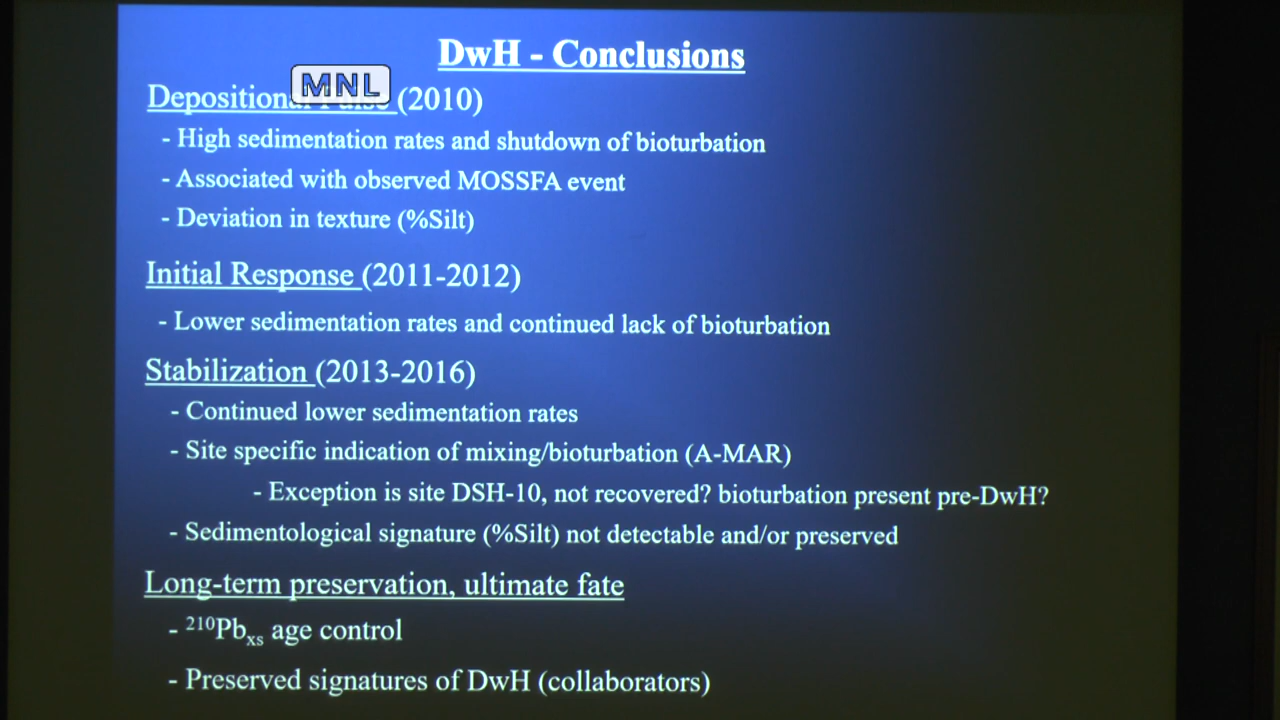 DwH - Conclusions
MNL
Depositional (2010)
- High sedimentation rates and shutdown of bioturbation
- Associated with observed MOSSFA event
- Deviation in texture (%Silt)
Initial Response (2011-2012)
- Lower sedimentation rates and continued lack of bioturbation
Stabilization (2013-2016)
- Continued lower sedimentation rates
- Site specific indication of mixing/bioturbation (A-MAR)
- Exception is site DSH-10, not recovered? bioturbation present pre-DwH?
- Sedimentological signature (%Silt) not detectable and/or preserved
Long-term preservation, ultimate fate
- ²¹⁰Pbₓₛ age control
- Preserved signatures of DwH (collaborators)